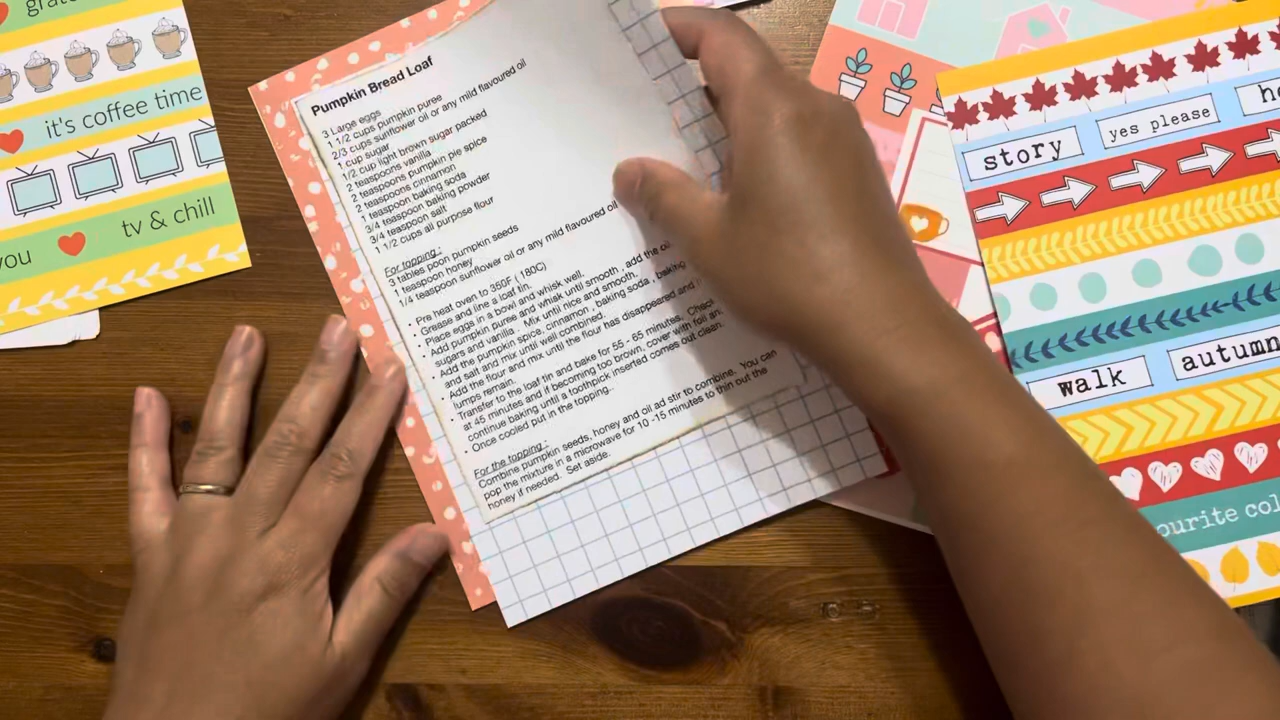 grate
it's coffee time
you
tv & chill
Pumpkin Bread Loaf
3 Large eggs
1 1/2 cups pumpkin puree
2/3 cups sunflower oil or any mild flavoured oil
1 cup sugar
1/2 cup light brown sugar packed
2 teaspoons vanilla
2 teaspoons pumpkin pie spice
2 teaspoons cinnamon
1 teaspoon baking soda
3/4 teaspoon baking powder
3/4 teaspoon salt
1 1/2 cups all purpose flour
For topping :
3 tables poon pumpkin seeds
1 teaspoon honey
1/4 teaspoon sunflower oil or any mild flavoured oil
• Pre heat oven to 350F ( 180C)
• Grease and line a loaf tin.
• Place eggs in a bowl and whisk well.
• Add pumpkin puree and whisk until smooth , add the oil
sugars and vanilla . Mix until nice and smooth.
• Add the pumpkin spice, cinnamon , baking soda , baking
and salt and mix until well combined.
• Add the flour and mix until the flour has disappeared and
lumps remain.
• Transfer to the loaf tin and bake for 55 - 65 minutes. Check
at 45 minutes and if becoming too brown, cover with foil an
continue baking until a toothpick inserted comes out clean.
• Once cooled put in the topping.
For the topping :
Combine pumpkin seeds, honey and oil ad stir to combine. You can
pop the mixture in a microwave for 10 -15 minutes to thin out the
honey if needed. Set aside.
story
yes please
he
walk
autumn
ourite col